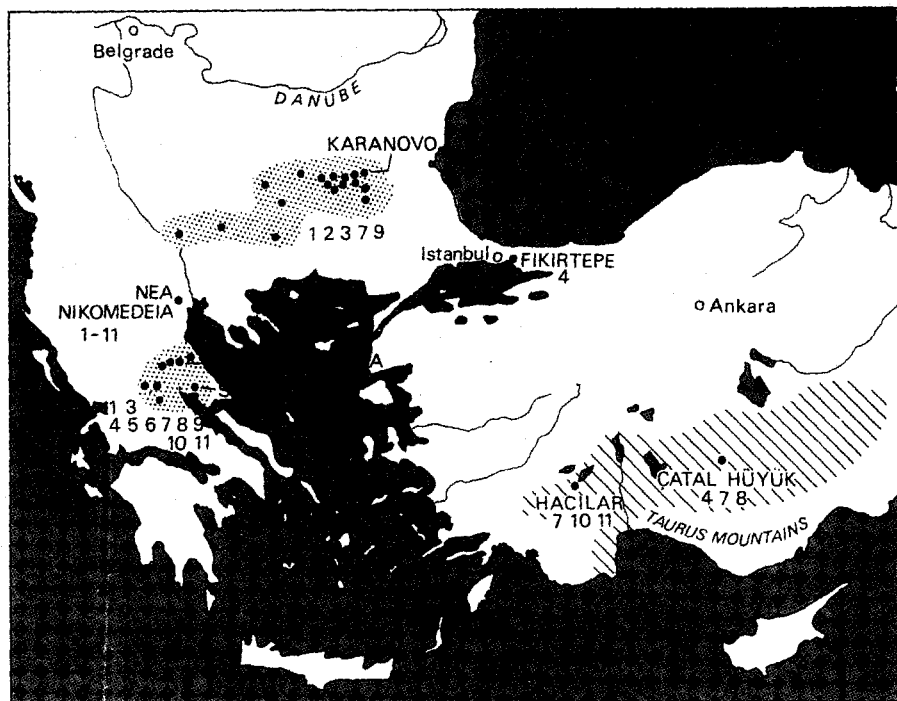 Belgrade
DANUBE
KARANOVO
1 2 3 7 9
Istanbul
FIKIRTEPE
4
NEA
NIKOMEDEIA
1-11
Ankara
A
1 3
4 5 6 7 8 9
10 11
ÇATAL HÜYÜK
4 7 8
HACILAR
7 10 11
TAURUS MOUNTAINS